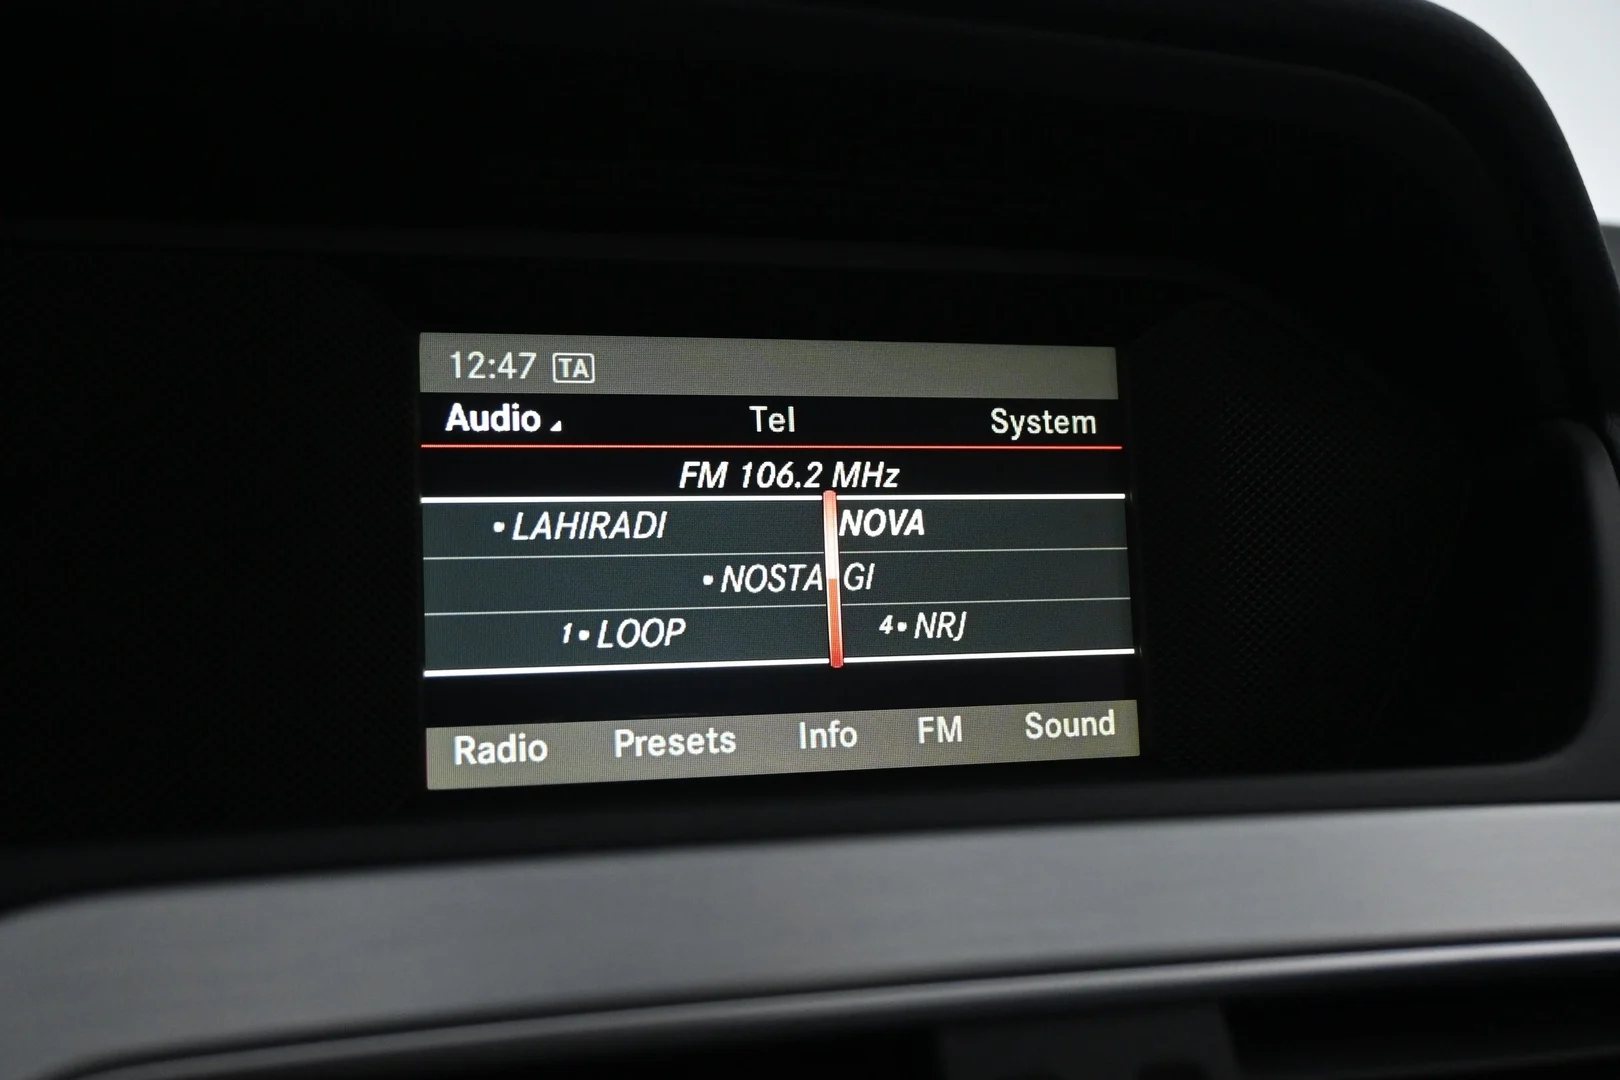 12:47 TA
Audio Tel System
FM 106.2 MHz
• LAHIRADI NOVA
• NOSTA GI
1 • LOOP 4 • NRJ
Radio Presets Info FM Sound